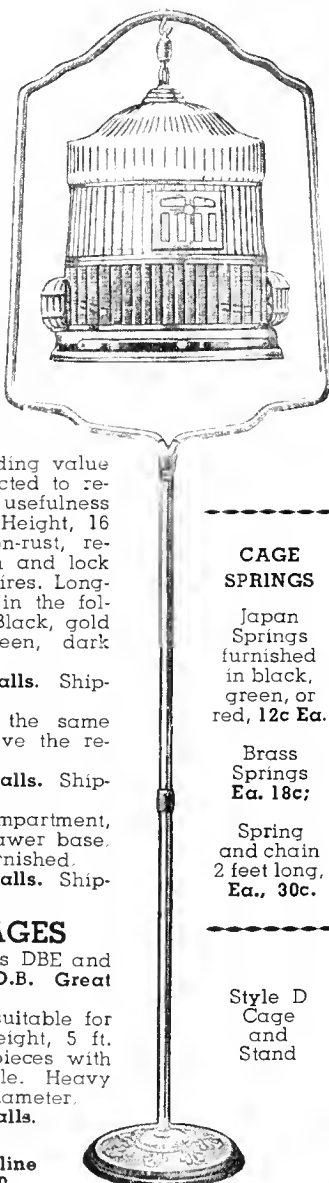 ding value
cted to re-
usefulness
Height, 16
n-rust, re-
n and lock
ires. Long-
in the fol-
Black, gold
een, dark
alls. Ship-
the same
ve the re-
alls. Ship-
mpartment,
awer base.
rnished.
alls. Ship-
AGES
s DBE and
O.B. Great
suitable for
eight, 5 ft.
pieces with
le. Heavy
iameter.
alls.
line
CAGE
SPRINGS
Japan
Springs
furnished
in black,
green, or
red, 12c Ea.
Brass
Springs
Ea. 18c;
Spring
and chain
2 feet long,
Ea., 30c.
Style D
Cage
and
Stand